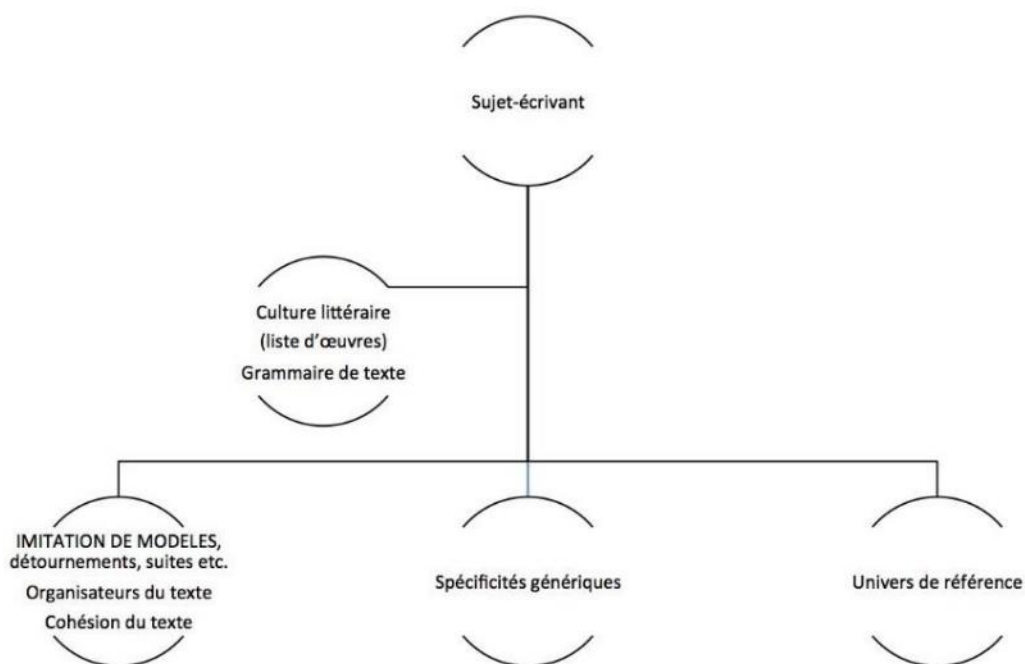 Sujet-écrivant
Culture littéraire
(liste d'œuvres)
Grammaire de texte
IMITATION DE MODELES,
détournements, suites etc.
Organisateurs du texte
Cohésion du texte
Spécificités génériques
Univers de référence